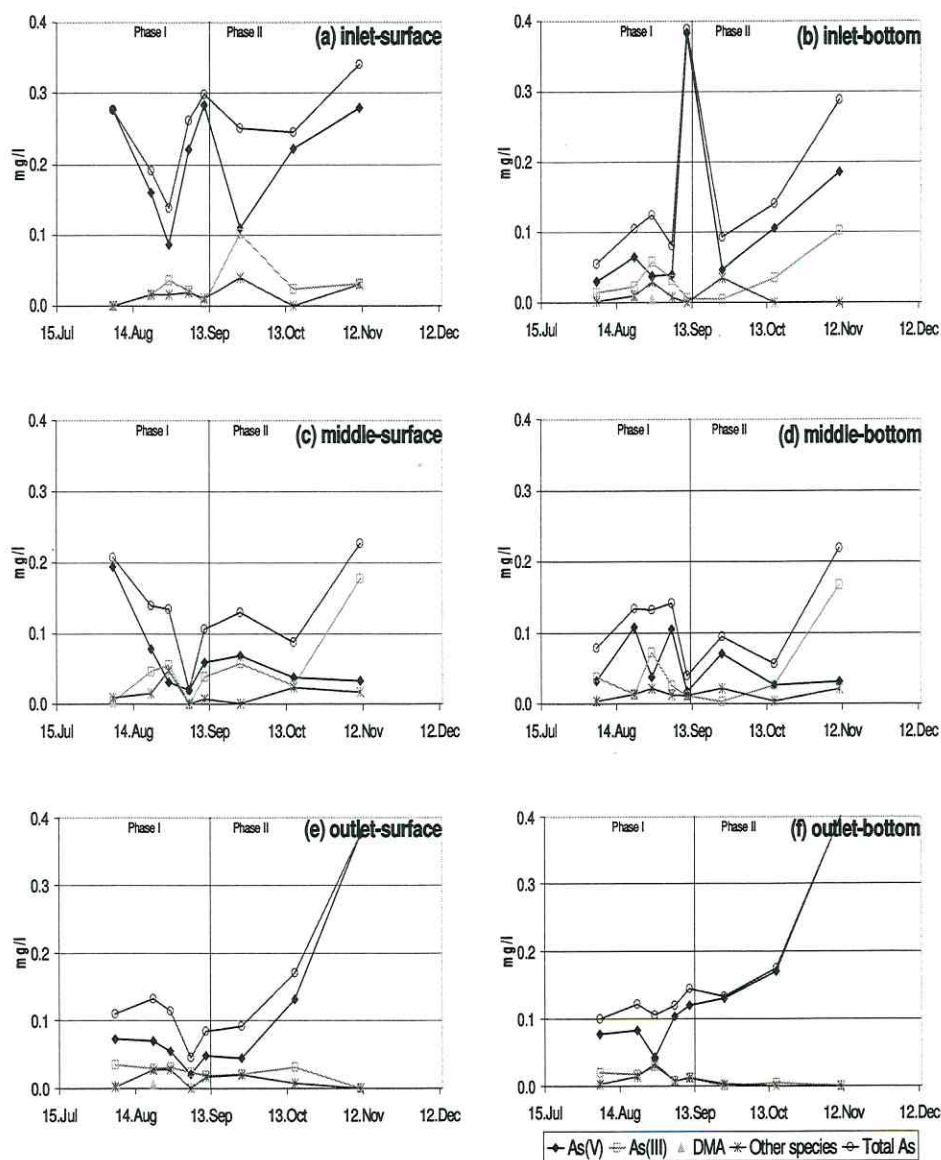 0.4 Phase I Phase II (a) inlet-surface
0.3
mg/l
0.2
0.1
0.0
15.Jul 14.Aug 13.Sep 13.Oct 12.Nov 12.Dec
0.4 Phase I Phase II (b) inlet-bottom
0.3
mg/l
0.2
0.1
0.0
15.Jul 14.Aug 13.Sep 13.Oct 12.Nov 12.Dec
0.4 Phase I Phase II (c) middle-surface
0.3
mg/l
0.2
0.1
0.0
15.Jul 14.Aug 13.Sep 13.Oct 12.Nov 12.Dec
0.4 Phase I Phase II (d) middle-bottom
0.3
mg/l
0.2
0.1
0.0
15.Jul 14.Aug 13.Sep 13.Oct 12.Nov 12.Dec
0.4 Phase I Phase II (e) outlet-surface
0.3
mg/l
0.2
0.1
0.0
15.Jul 14.Aug 13.Sep 13.Oct 12.Nov 12.Dec
0.4 Phase I Phase II (f) outlet-bottom
0.3
mg/l
0.2
0.1
0.0
15.Jul 14.Aug 13.Sep 13.Oct 12.Nov 12.Dec
As(V) As(III) DMA Other species Total As